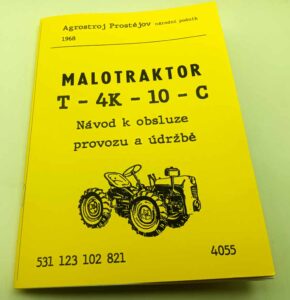 Agrostroj Prostějov národní podnik
1968
MALOTRAKTOR
T - 4K - 10 - C
Návod k obsluze
provozu a údržbě
531 123 102 821 4055